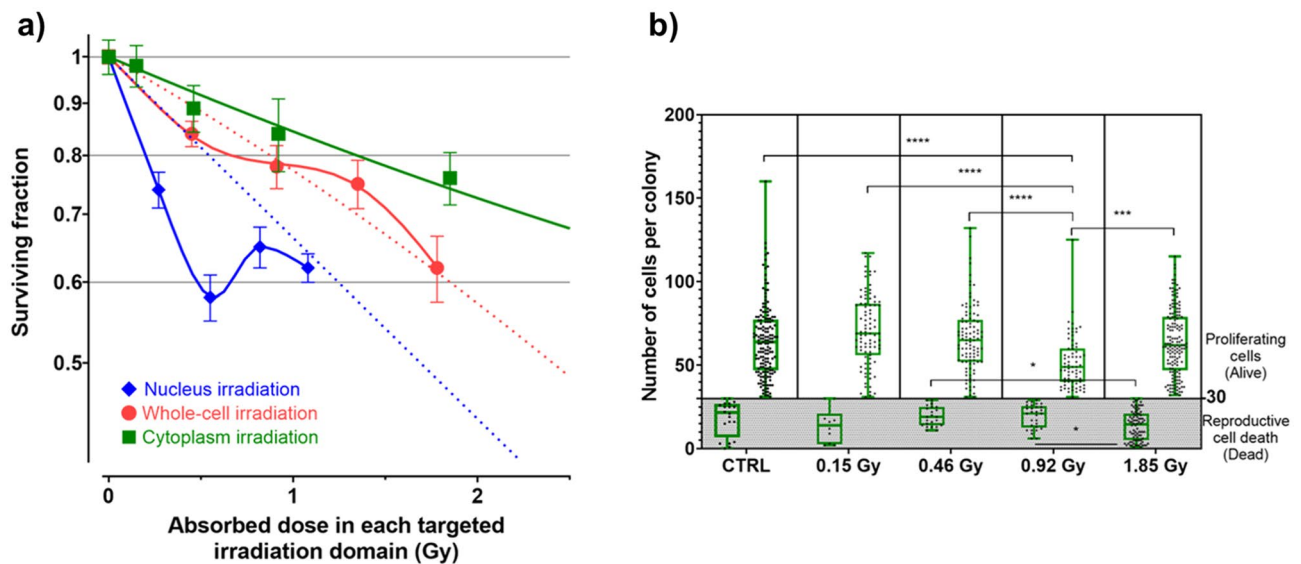 a)
1
0.9
0.8
0.7
0.6
0.5
Surviving fraction
Nucleus irradiation
Whole-cell irradiation
Cytoplasm irradiation
0
1
2
Absorbed dose in each targeted
irradiation domain (Gy)
b)
200
150
100
50
0
Number of cells per colony
****
****
****
***
*
*
Proliferating
cells
(Alive)
30
Reproductive
cell death
(Dead)
CTRL
0.15 Gy
0.46 Gy
0.92 Gy
1.85 Gy